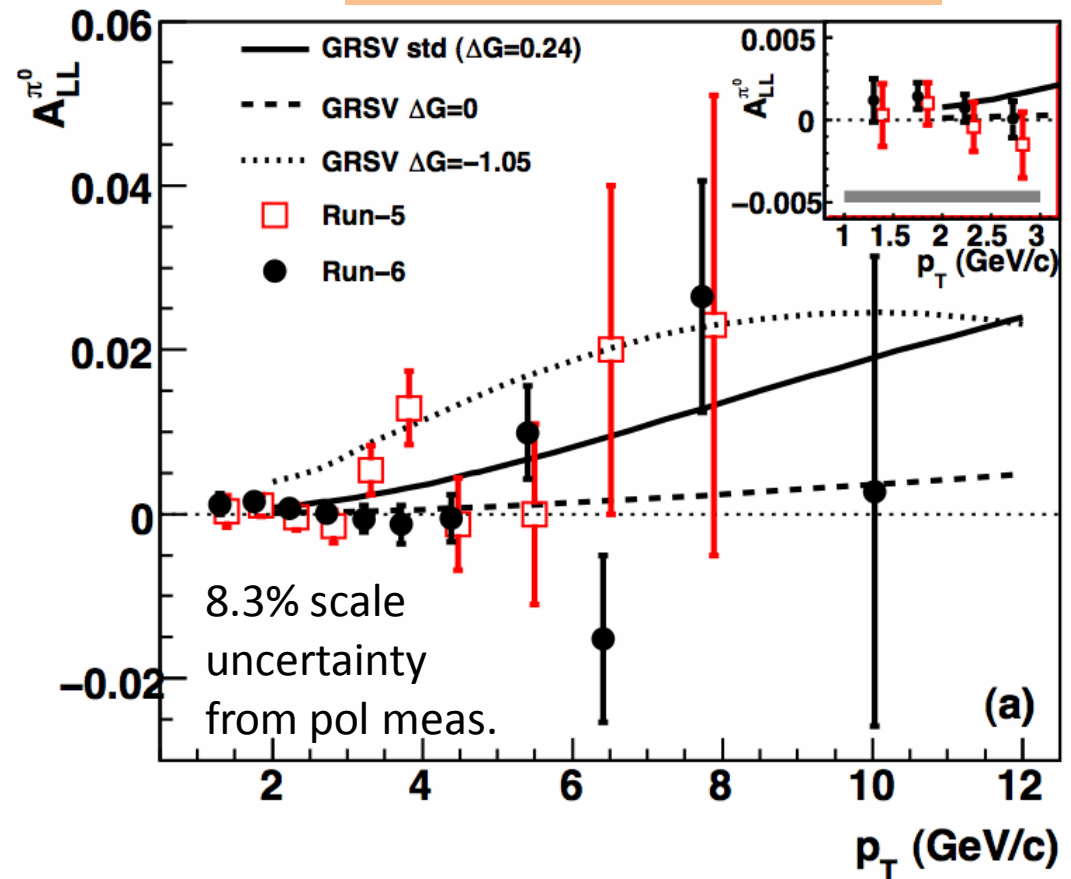 0.06
0.04
0.02
0
−0.02
A_LL^π⁰
GRSV std (ΔG=0.24)
GRSV ΔG=0
GRSV ΔG=−1.05
Run−5
Run−6
0.005
0
−0.005
A_LL^π⁰
1 1.5 2 2.5 3
p_T (GeV/c)
8.3% scale
uncertainty
from pol meas.
(a)
2 4 6 8 10 12
p_T (GeV/c)